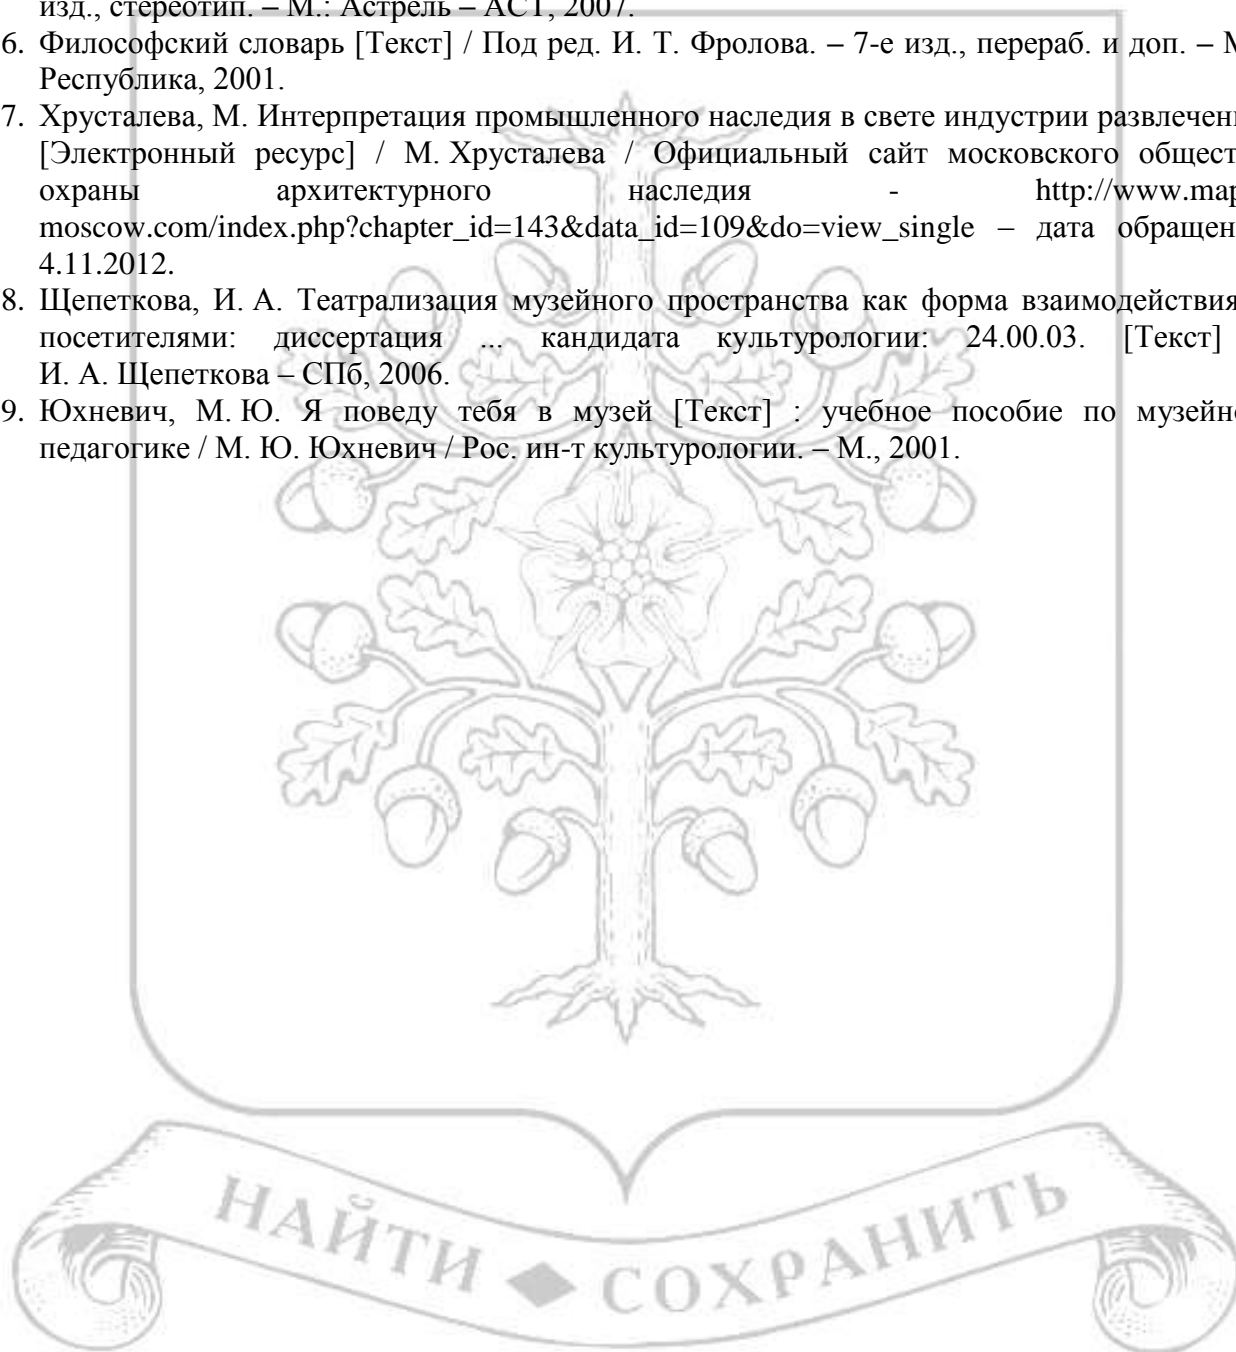 изд., стереотип. – М.: Астрель – АСТ, 2007.
6. Философский словарь [Текст] / Под ред. И. Т. Фролова. – 7-е изд., перераб. и доп. – М
Республика, 2001.
7. Хрусталева, М. Интерпретация промышленного наследия в свете индустрии развлечен
[Электронный ресурс] / М. Хрусталева / Официальный сайт московского общест
охраны архитектурного наследия - http://www.map
moscow.com/index.php?chapter_id=143&data_id=109&do=view_single – дата обращен
4.11.2012.
8. Щепеткова, И. А. Театрализация музейного пространства как форма взаимодействия
посетителями: диссертация ... кандидата культурологии: 24.00.03. [Текст]
И. А. Щепеткова – СПб, 2006.
9. Юхневич, М. Ю. Я поведу тебя в музей [Текст] : учебное пособие по музейно
педагогике / М. Ю. Юхневич / Рос. ин-т культурологии. – М., 2001.
НАЙТИ ◆ СОХРАНИТЬ